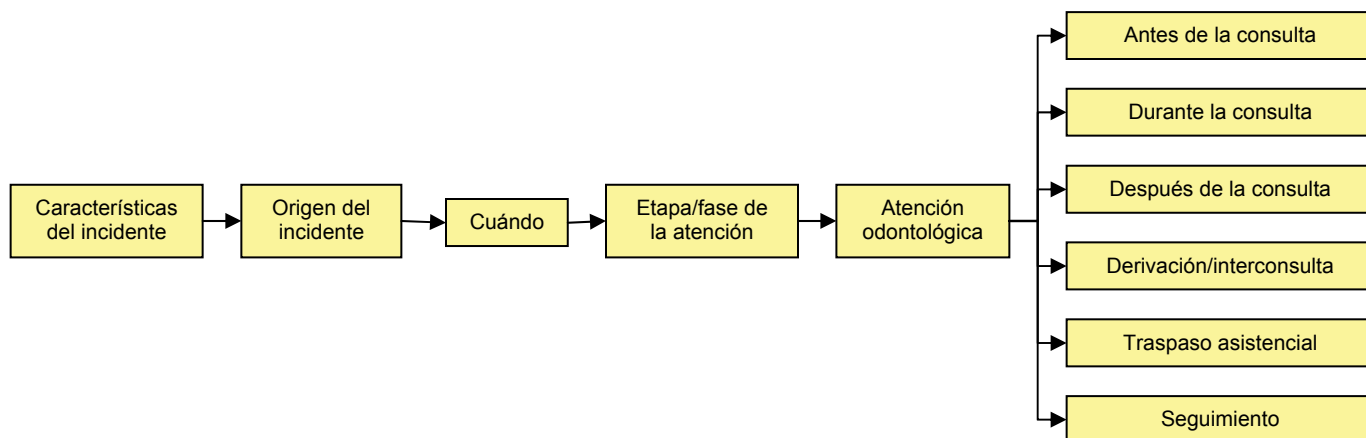 Características
del incidente
Origen del
incidente
Cuándo
Etapa/fase de
la atención
Atención
odontológica
Antes de la consulta
Durante la consulta
Después de la consulta
Derivación/interconsulta
Traspaso asistencial
Seguimiento